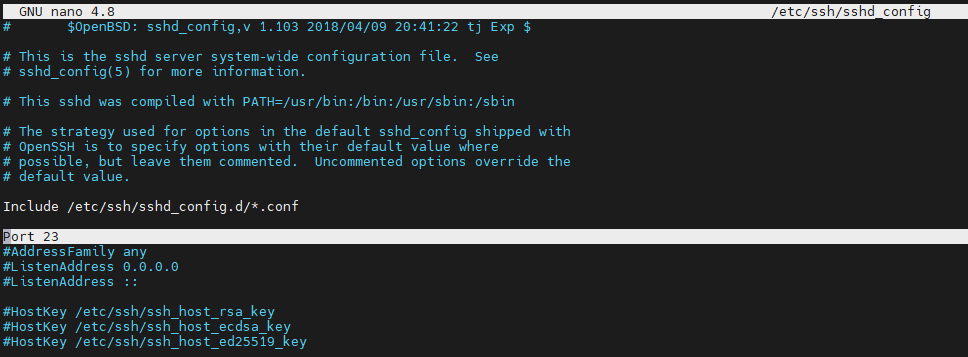 GNU nano 4.8 /etc/ssh/sshd_config
# $OpenBSD: sshd_config,v 1.103 2018/04/09 20:41:22 tj Exp $
# This is the sshd server system-wide configuration file. See
# sshd_config(5) for more information.
# This sshd was compiled with PATH=/usr/bin:/bin:/usr/sbin:/sbin
# The strategy used for options in the default sshd_config shipped with
# OpenSSH is to specify options with their default value where
# possible, but leave them commented. Uncommented options override the
# default value.
Include /etc/ssh/sshd_config.d/*.conf
Port 23
#AddressFamily any
#ListenAddress 0.0.0.0
#ListenAddress ::
#HostKey /etc/ssh/ssh_host_rsa_key
#HostKey /etc/ssh/ssh_host_ecdsa_key
#HostKey /etc/ssh/ssh_host_ed25519_key